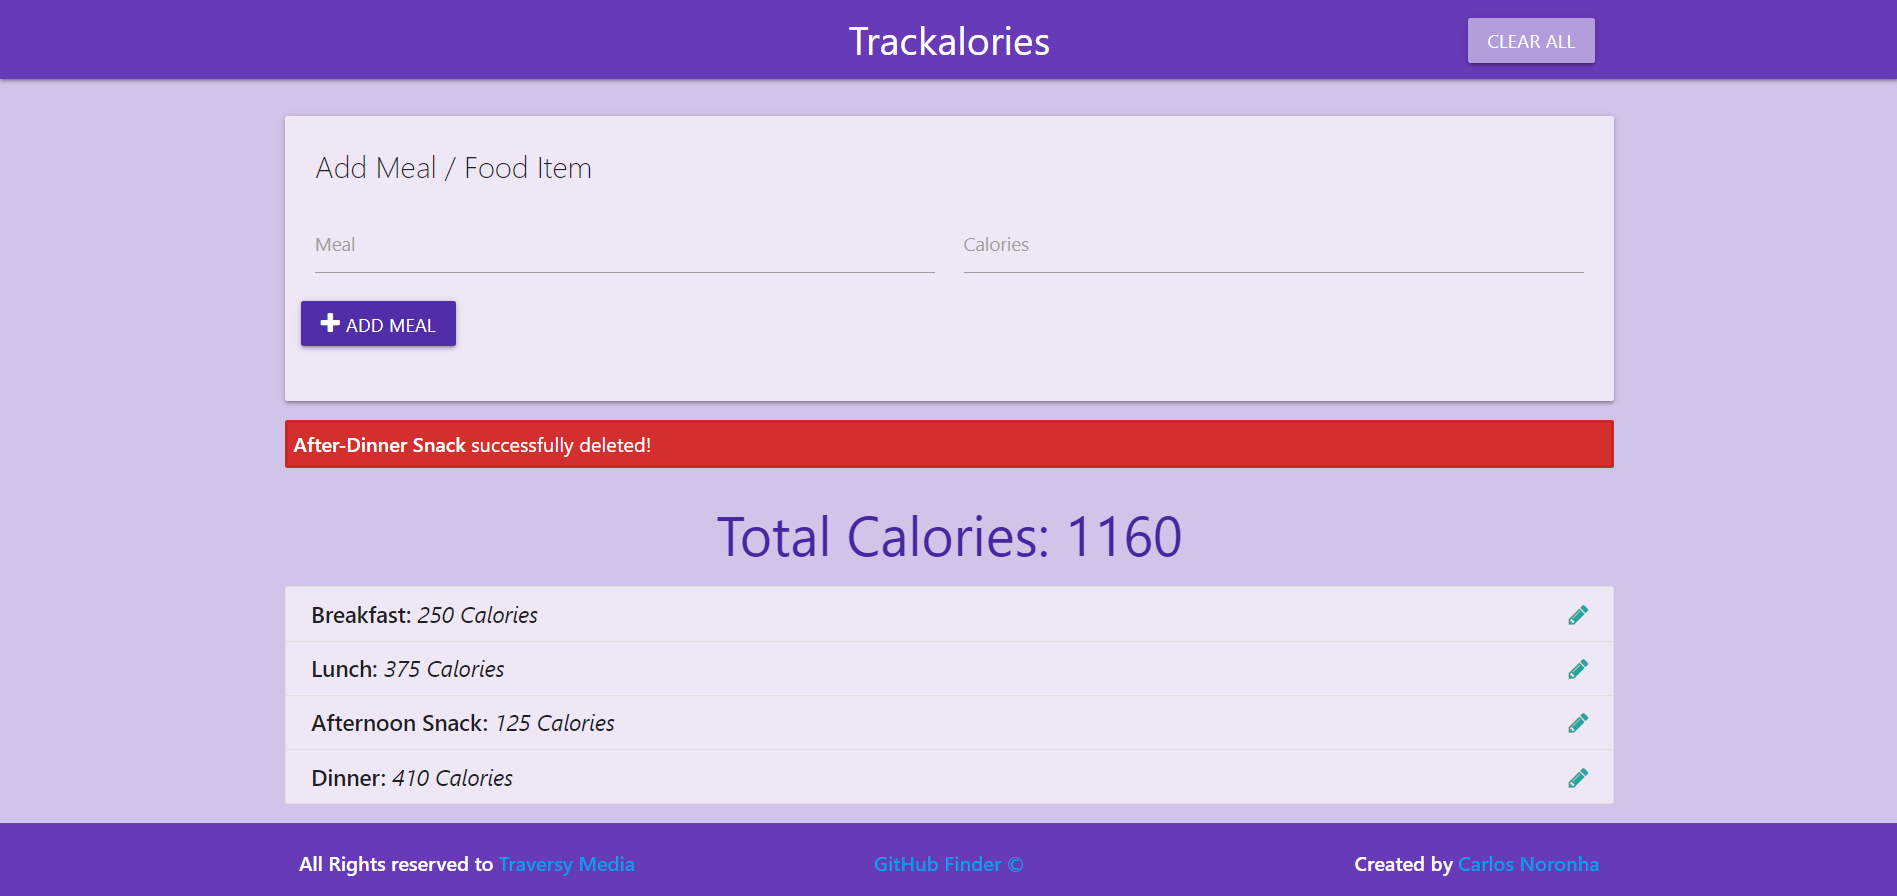 Trackalories
CLEAR ALL
Add Meal / Food Item
Meal
Calories
ADD MEAL
After-Dinner Snack successfully deleted!
Total Calories: 1160
Breakfast: 250 Calories
Lunch: 375 Calories
Afternoon Snack: 125 Calories
Dinner: 410 Calories
All Rights reserved to Traversy Media
GitHub Finder ©
Created by Carlos Noronha